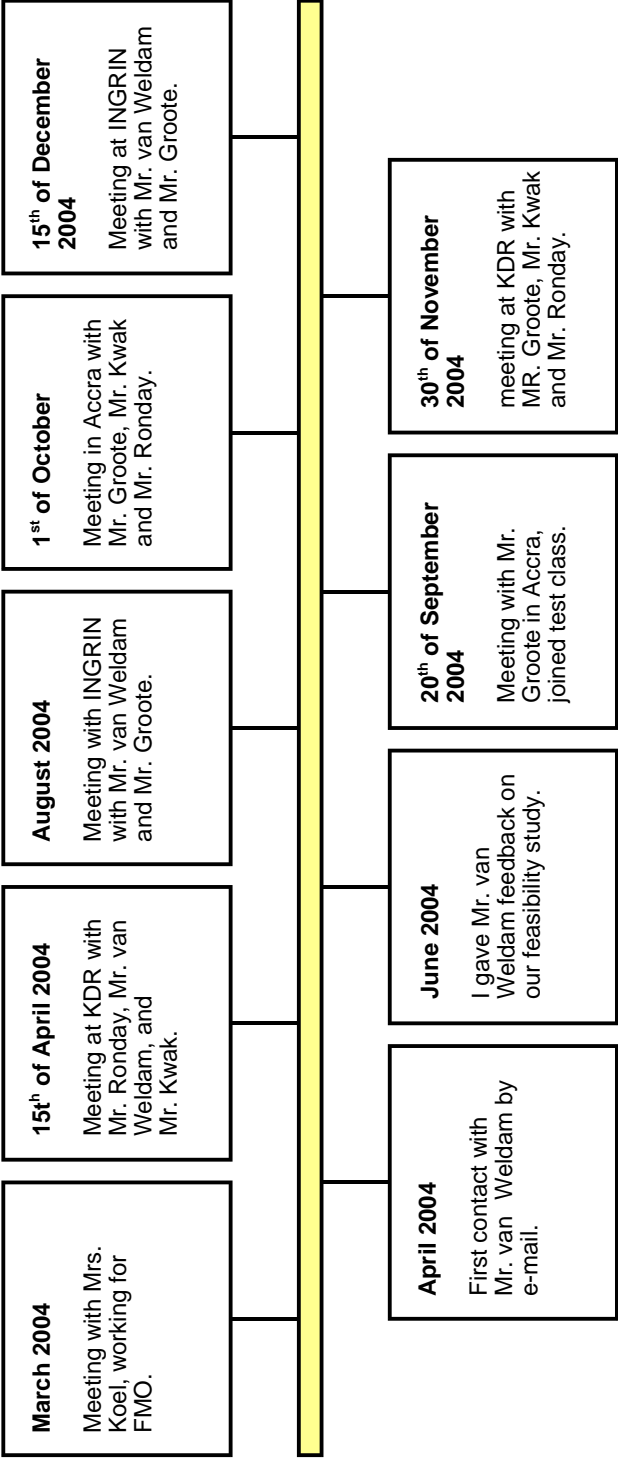 March 2004
Meeting with Mrs.
Koel, working for
FMO.
April 2004
First contact with
Mr. van  Weldam by
e-mail.
15tʰ of April 2004
Meeting at KDR with
Mr. Ronday, Mr. van
Weldam, and
Mr. Kwak.
June 2004
I gave Mr. van
Weldam feedback on
our feasibility study.
August 2004
Meeting with INGRIN
with Mr. van Weldam
and Mr. Groote.
20th of September
2004
Meeting with Mr.
Groote in Accra,
joined test class.
1st of October
Meeting in Accra with
Mr. Groote, Mr. Kwak
and Mr. Ronday.
30th of November
2004
meeting at KDR with
MR. Groote, Mr. Kwak
and Mr. Ronday.
15th of December
2004
Meeting at INGRIN
with Mr. van Weldam
and Mr. Groote.